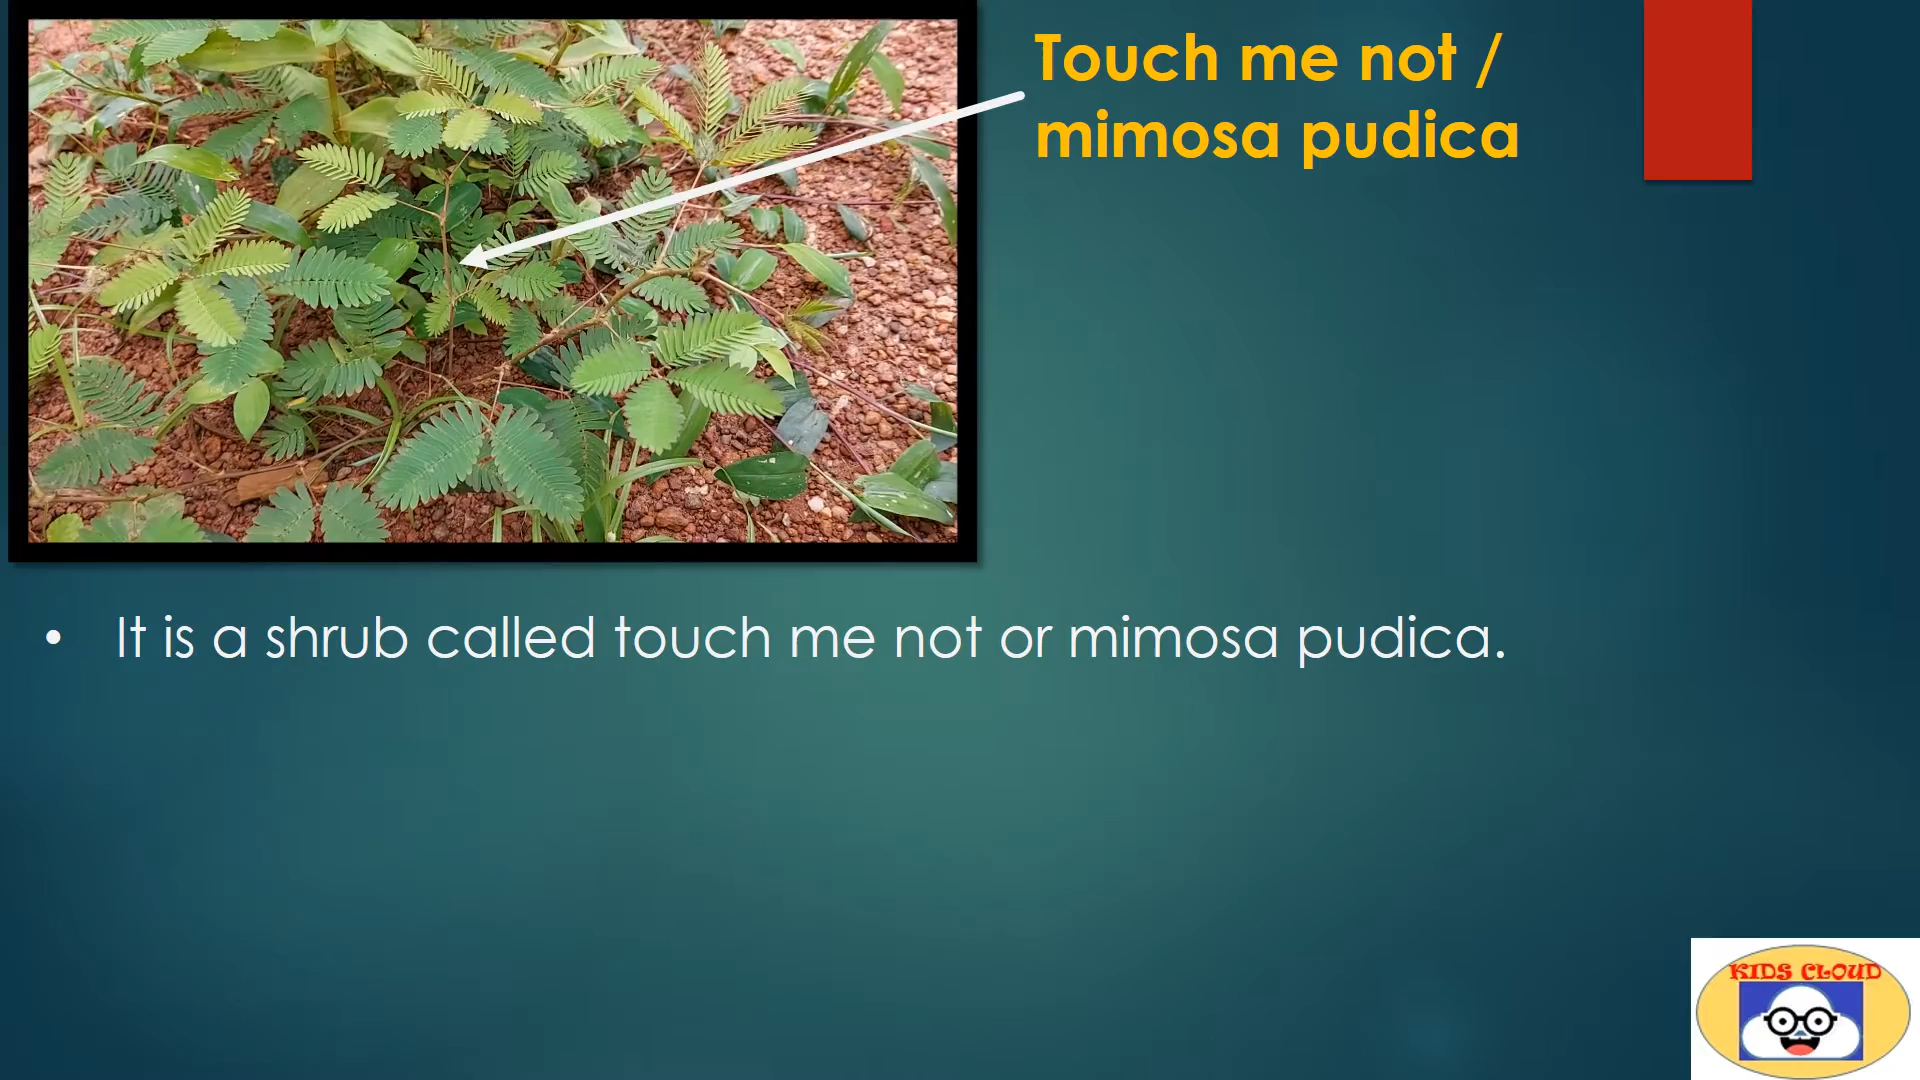 Touch me not /
mimosa pudica
• It is a shrub called touch me not or mimosa pudica.
KIDS CLOUD